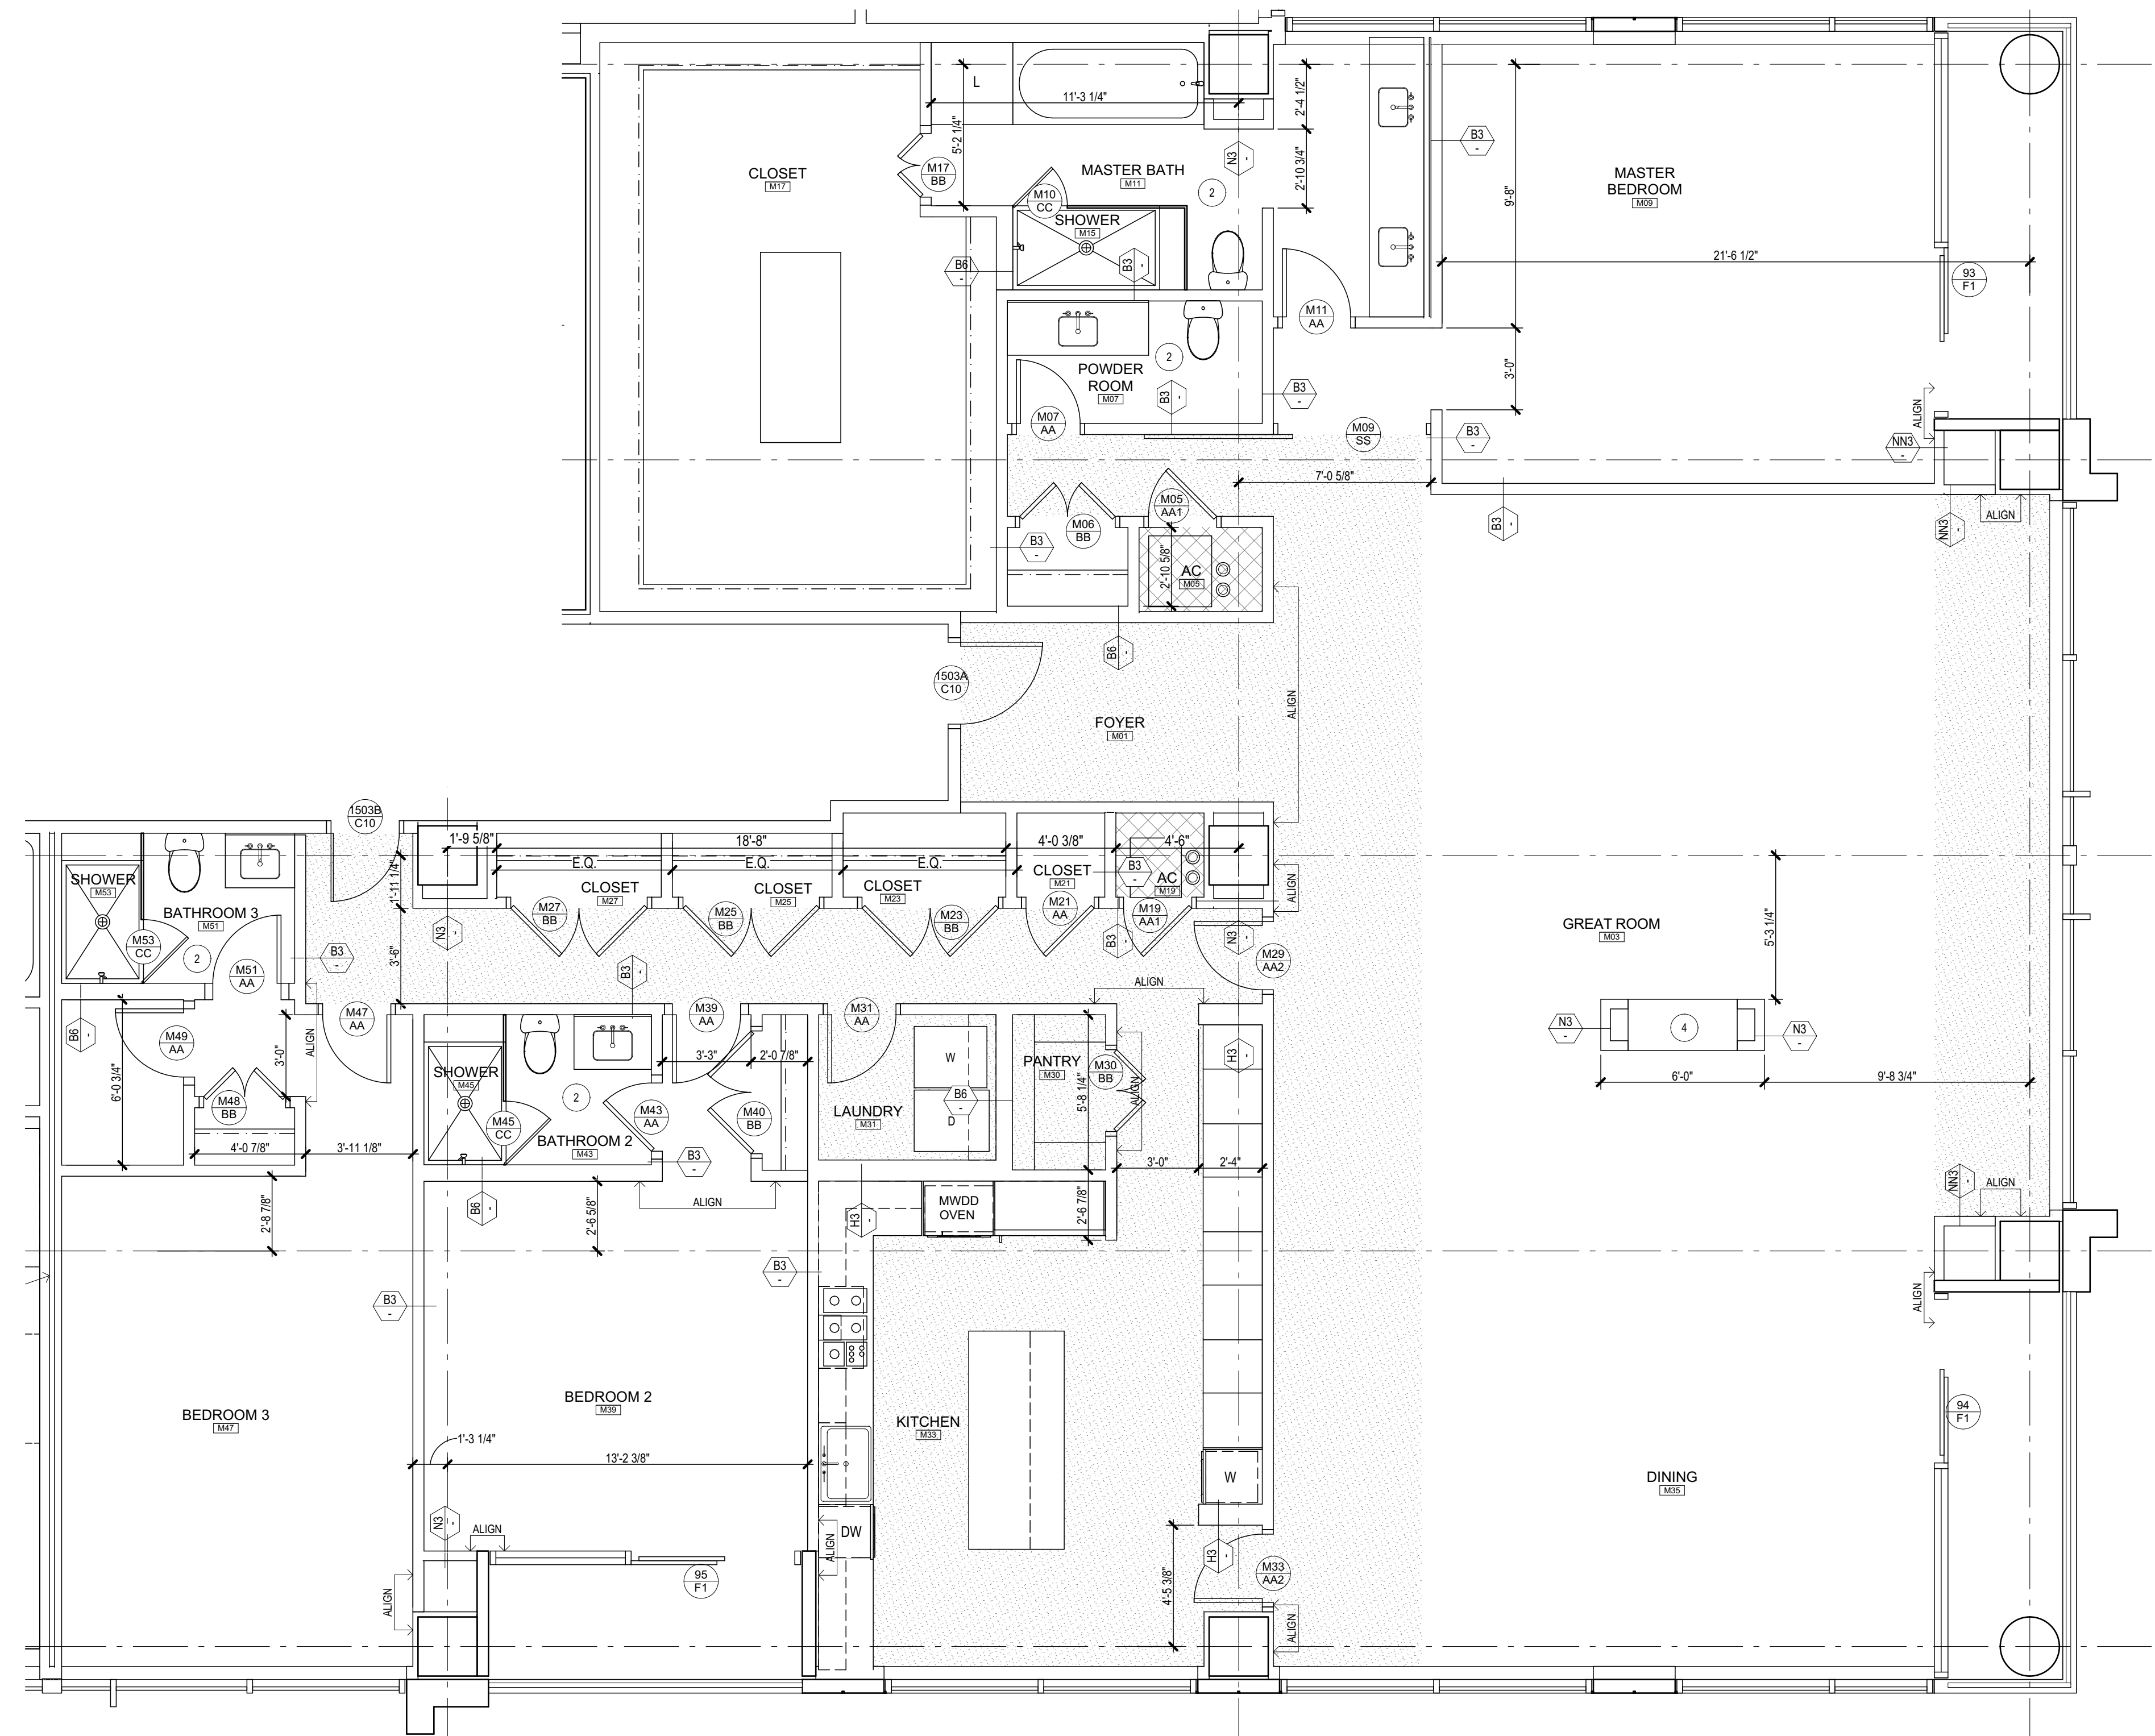 L
11'-3 1/4"
5'-2 1/4"
2'-4 1/2"
2'-10 3/4"
9'-8"
B3
-
CLOSET
M17
M17
BB
MASTER BATH
M11
N3
-
2
MASTER
BEDROOM
M09
M10
CC
SHOWER
M15
B6
-
B3
-
21'-6 1/2"
93
F1
M11
AA
2
POWDER
ROOM
M07
B3
-
B3
-
3'-0"
ALIGN
M07
AA
M09
SS
B3
-
NN3
-
7'-0 5/8"
M05
AA1
M06
BB
B3
-
B3
-
NN3
-
ALIGN
2'-10 5/8"
AC
M05
B6
-
ALIGN
1503A
C10
FOYER
M01
1503B
C10
1'-9 5/8"
18'-8"
4'-0 3/8"
4'-6"
E.Q.
E.Q.
E.Q.
1'-11 1/4"
SHOWER
M53
CLOSET
M27
CLOSET
M25
CLOSET
M23
CLOSET
M21
B3
-
AC
M19
ALIGN
BATHROOM 3
M51
M27
BB
M25
BB
M23
BB
M21
AA
M19
AA1
N3
-
B3
-
N3
-
GREAT ROOM
M03
5'-3 1/4"
M53
CC
2
B3
-
3'-6"
B3
-
M29
AA2
M51
AA
ALIGN
M47
AA
M39
AA
M31
AA
B6
-
M49
AA
3'-0"
ALIGN
6'-0 3/4"
3'-3"
2'-0 7/8"
W
PANTRY
M30
M30
BB
H3
-
N3
-
4
N3
-
SHOWER
M45
5'-8 1/4"
ALIGN
6'-0"
9'-8 3/4"
M48
BB
2
M43
AA
M40
BB
LAUNDRY
M31
B6
-
D
M45
CC
BATHROOM 2
M43
4'-0 7/8"
3'-11 1/8"
B3
-
3'-0"
2'-4"
NN3
-
ALIGN
2'-8 7/8"
B6
-
2'-6 5/8"
ALIGN
H3
-
MWDD
OVEN
2'-6 7/8"
B3
-
B3
-
ALIGN
BEDROOM 2
M39
BEDROOM 3
M47
KITCHEN
M33
94
F1
1'-3 1/4"
13'-2 3/8"
W
DINING
M35
N3
-
ALIGN
DW
ALIGN
H3
-
M33
AA2
95
F1
ALIGN
4'-5 3/8"
ALIGN